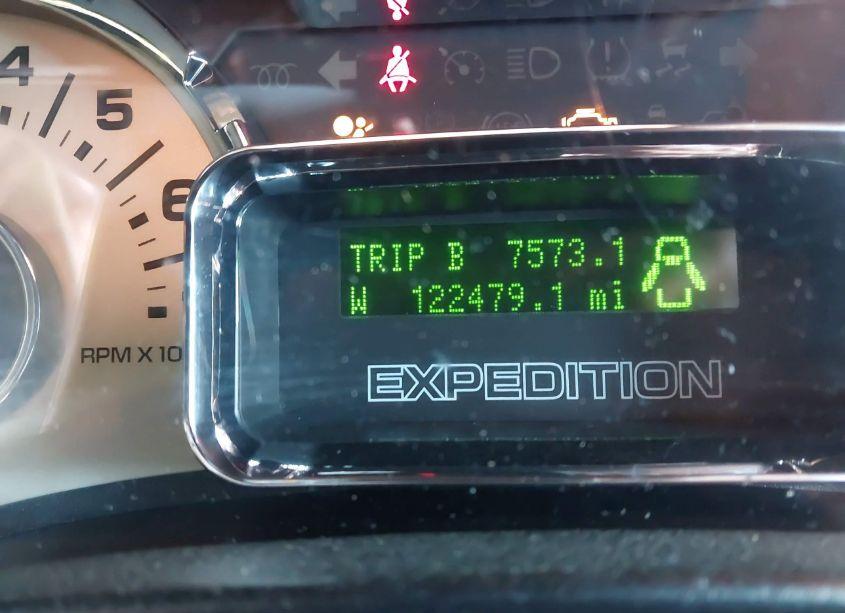 4
5
6
RPM X 10
TRIP B 7573.1
W 122479.1 mi
EXPEDITION